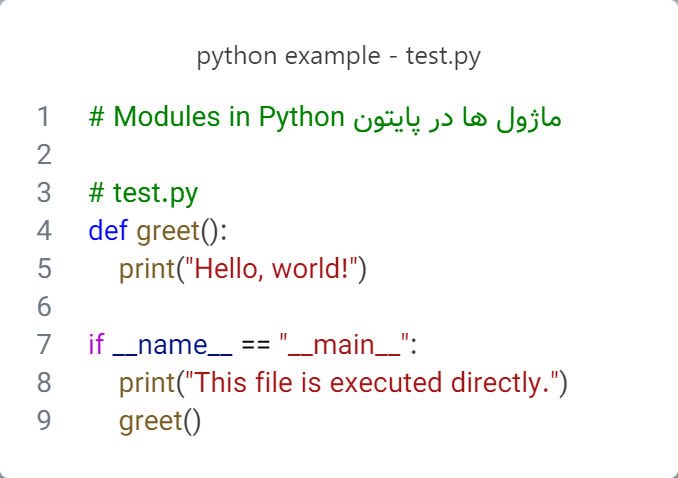 python example - test.py
1 # Modules in Python ماژول ها در پایتون
2
3 # test.py
4 def greet():
5     print("Hello, world!")
6
7 if __name__ == "__main__":
8     print("This file is executed directly.")
9     greet()